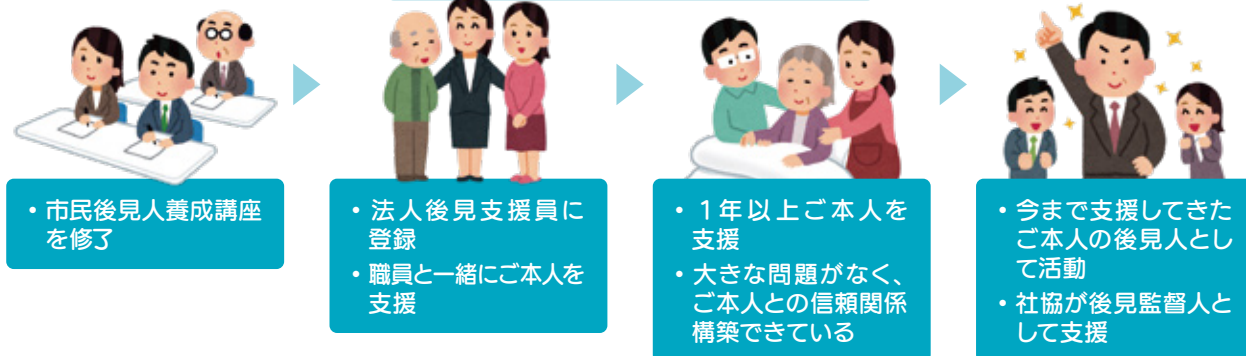 ・市民後見人養成講座
を修了
・法人後見支援員に
登録
・職員と一緒にご本人を
支援
・1年以上ご本人を
支援
・大きな問題がなく、
ご本人との信頼関係
構築できている
・今まで支援してきた
ご本人の後見人とし
て活動
・社協が後見監督人と
して支援